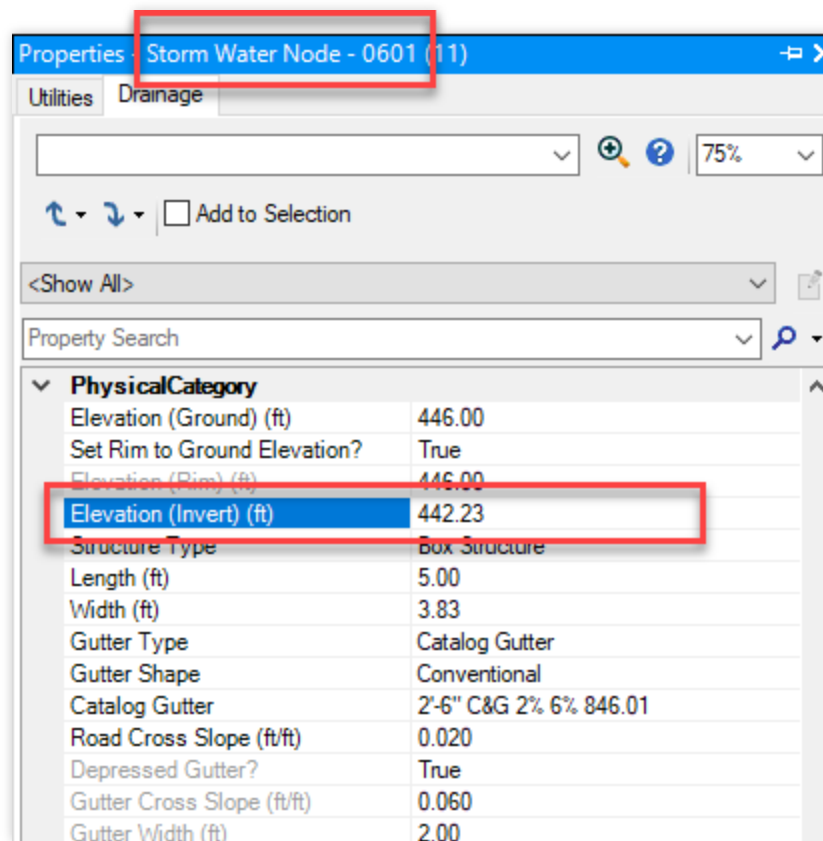 Properties - Storm Water Node - 0601 (11)
Utilities Drainage
75%
Add to Selection
<Show All>
Property Search
PhysicalCategory
Elevation (Ground) (ft) 446.00
Set Rim to Ground Elevation? True
Elevation (Rim) (ft) 446.00
Elevation (Invert) (ft) 442.23
Structure Type Box Structure
Length (ft) 5.00
Width (ft) 3.83
Gutter Type Catalog Gutter
Gutter Shape Conventional
Catalog Gutter 2'-6" C&G 2% 6% 846.01
Road Cross Slope (ft/ft) 0.020
Depressed Gutter? True
Gutter Cross Slope (ft/ft) 0.060
Gutter Width (ft) 2.00